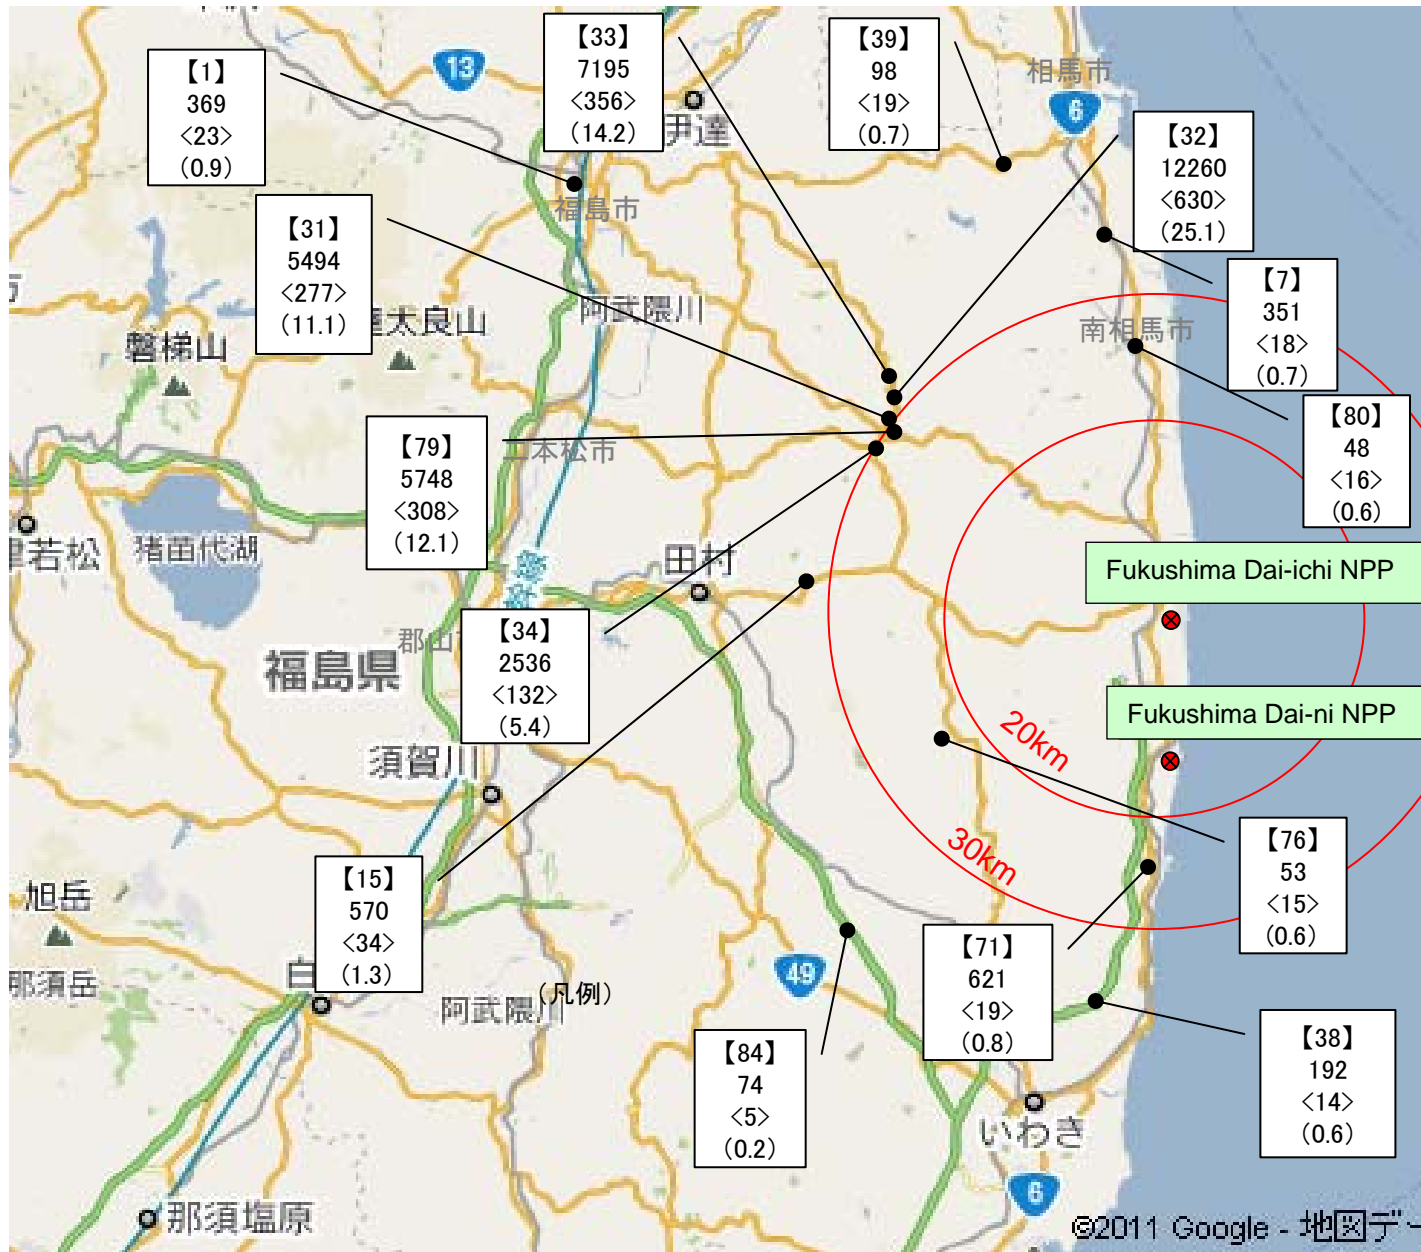 【33】
7195
<356>
(14.2)
【39】
98
<19>
(0.7)
【1】
369
<23>
(0.9)
13
伊達
相馬市
6
【32】
12260
<630>
(25.1)
福島市
【31】
5494
<277>
(11.1)
【7】
351
<18>
(0.7)
阿武隈川
太良山
磐梯山
南相馬市
【79】
5748
<308>
(12.1)
二本松市
【80】
48
<16>
(0.6)
猪苗代湖
津若松
田村
Fukushima Dai-ichi NPP
【34】
2536
<132>
(5.4)
郡山
福島県
Fukushima Dai-ni NPP
20km
須賀川
30km
【76】
53
<15>
(0.6)
【15】
570
<34>
(1.3)
旭岳
那須岳
白
(凡例)
阿武隈川
49
【71】
621
<19>
(0.8)
【84】
74
<5>
(0.2)
【38】
192
<14>
(0.6)
いわき
6
那須塩原
©2011 Google - 地図デー